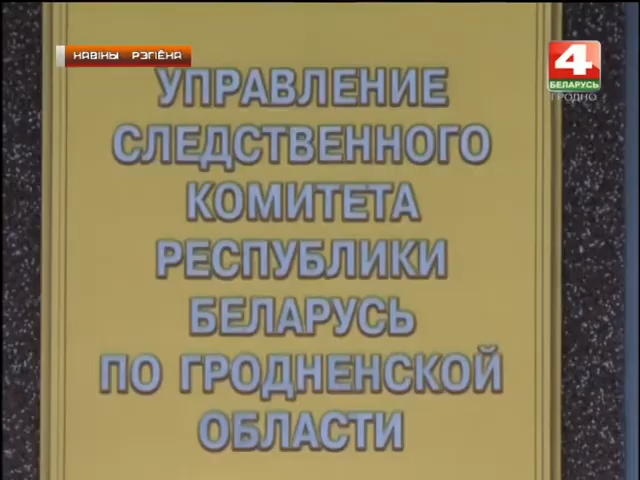 НАВІНЫ РЭГІЁНА
4
БЕЛАРУСЬ
ГРОДНО
УПРАВЛЕНИЕ
СЛЕДСТВЕННОГО
КОМИТЕТА
РЕСПУБЛИКИ
БЕЛАРУСЬ
ПО ГРОДНЕНСКОЙ
ОБЛАСТИ